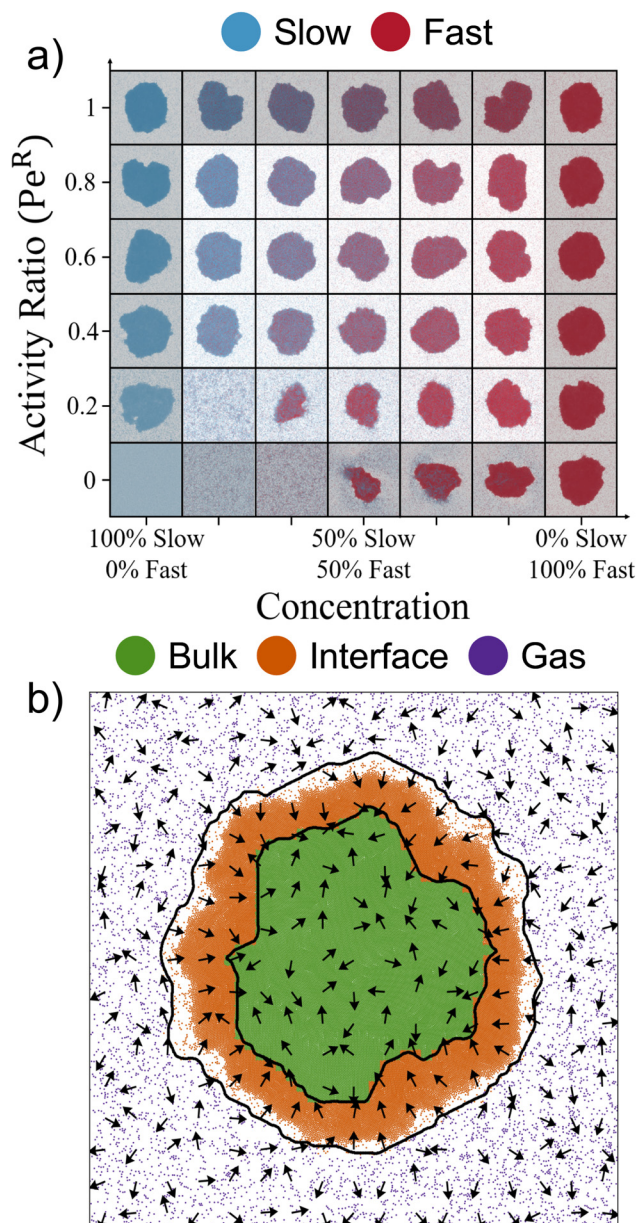 Slow Fast
a)
Activity Ratio (Pe^R)
1
0.8
0.6
0.4
0.2
0
100% Slow 50% Slow 0% Slow
0% Fast 50% Fast 100% Fast
Concentration
Bulk Interface Gas
b)